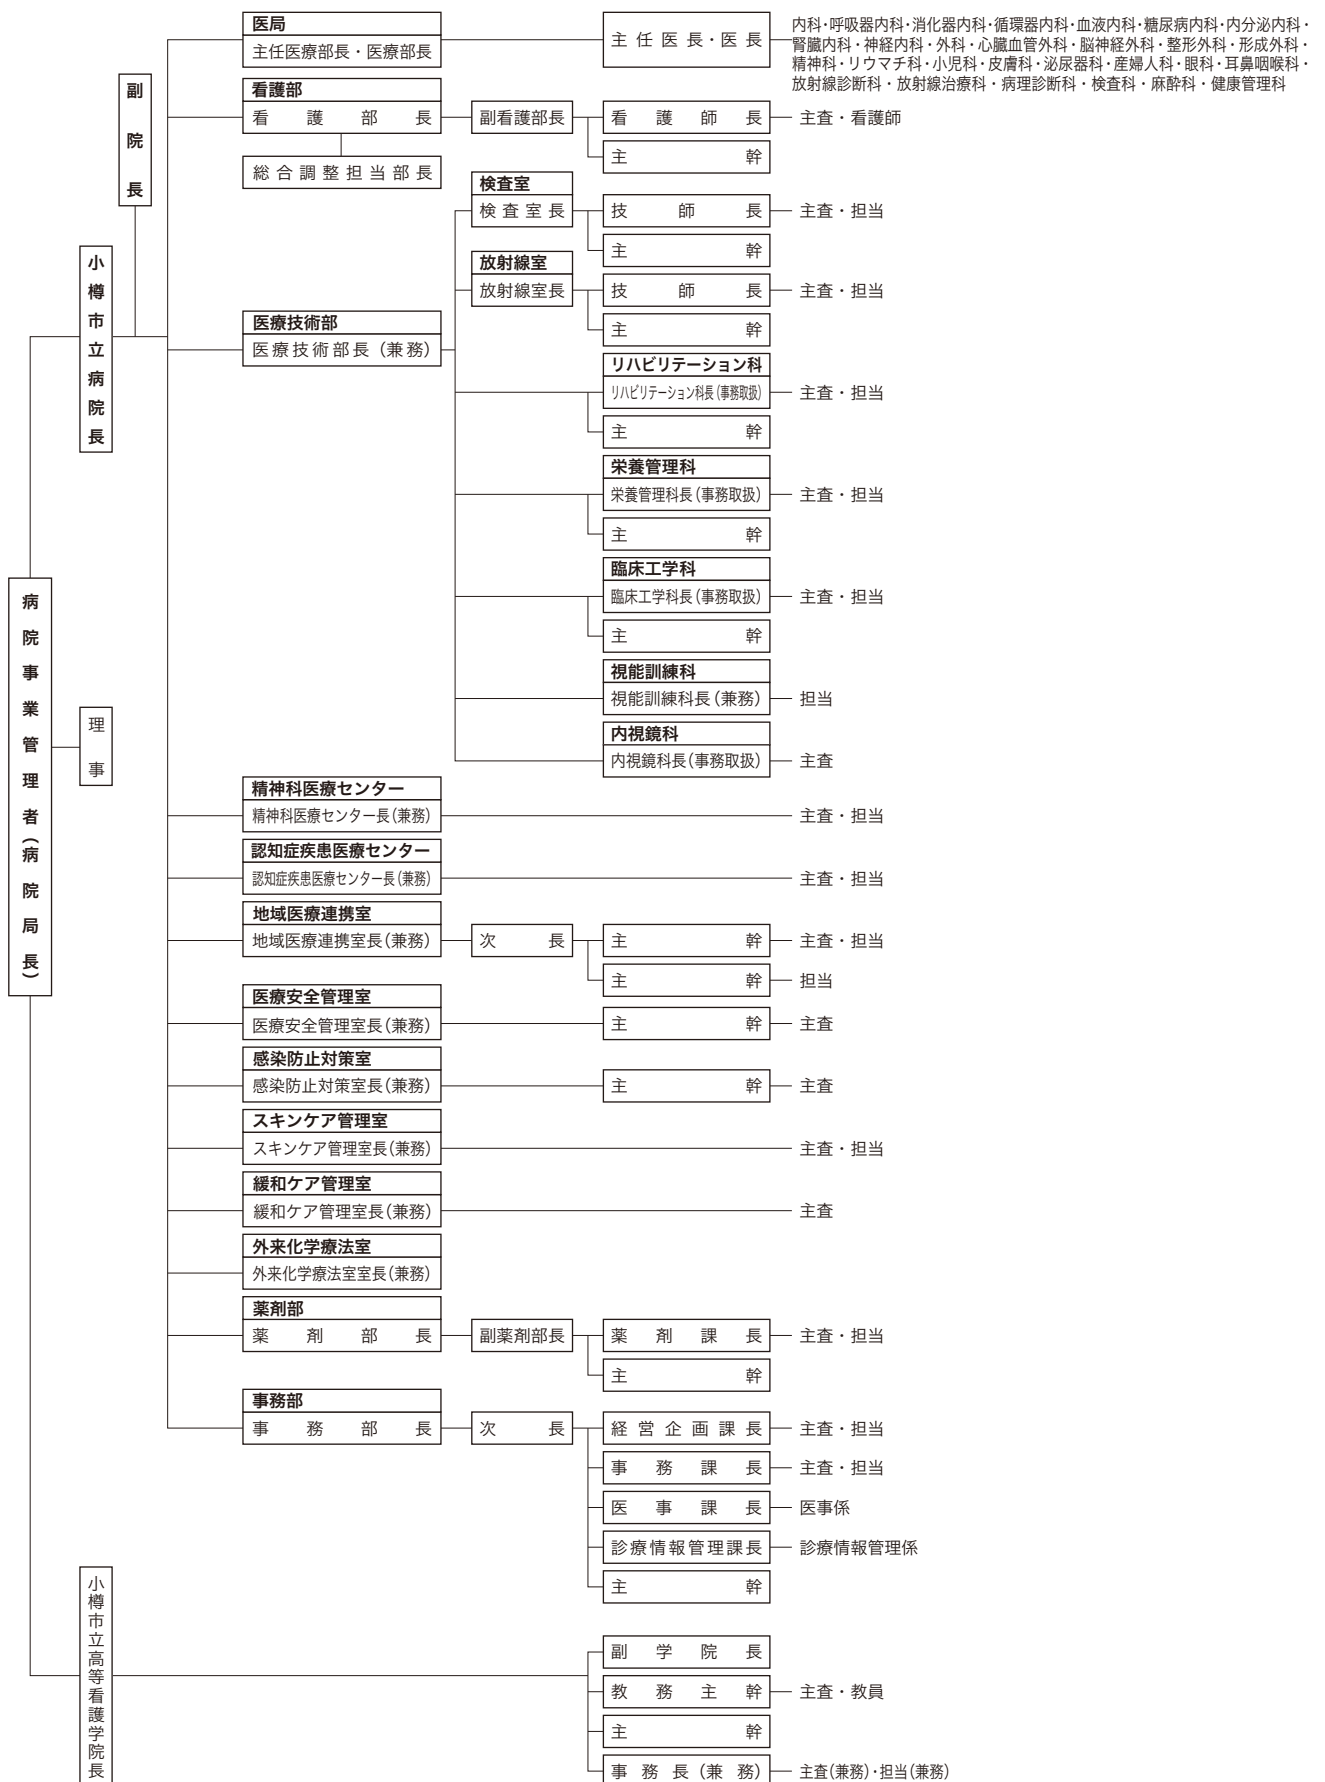 医局
主任医療部長・医療部長
主任医長・医長
内科・呼吸器内科・消化器内科・循環器内科・血液内科・糖尿病内科・内分泌内科・
腎臓内科・神経内科・外科・心臓血管外科・脳神経外科・整形外科・形成外科・
精神科・リウマチ科・小児科・皮膚科・泌尿器科・産婦人科・眼科・耳鼻咽喉科・
放射線診断科・放射線治療科・病理診断科・検査科・麻酔科・健康管理科
副院長
看護部
看護部長
副看護部長
看護師長
主査・看護師
主幹
総合調整担当部長
検査室
検査室長
技師長
主査・担当
主幹
小樽市立病院長
放射線室
放射線室長
技師長
主査・担当
主幹
医療技術部
医療技術部長（兼務）
リハビリテーション科
リハビリテーション科長（事務取扱）
主査・担当
主幹
栄養管理科
栄養管理科長（事務取扱）
主査・担当
主幹
臨床工学科
臨床工学科長（事務取扱）
主査・担当
主幹
病院事業管理者（病院局長）
理事
視能訓練科
視能訓練科長（兼務）
担当
内視鏡科
内視鏡科長（事務取扱）
主査
精神科医療センター
精神科医療センター長（兼務）
主査・担当
認知症疾患医療センター
認知症疾患医療センター長（兼務）
主査・担当
地域医療連携室
地域医療連携室長（兼務）
次長
主幹
主査・担当
主幹
担当
医療安全管理室
医療安全管理室長（兼務）
主幹
主査
感染防止対策室
感染防止対策室長（兼務）
主幹
主査
スキンケア管理室
スキンケア管理室長（兼務）
主査・担当
緩和ケア管理室
緩和ケア管理室長（兼務）
主査
外来化学療法室
外来化学療法室室長（兼務）
薬剤部
薬剤部長
副薬剤部長
薬剤課長
主査・担当
主幹
事務部
事務部長
次長
経営企画課長
主査・担当
事務課長
主査・担当
医事課長
医事係
診療情報管理課長
診療情報管理係
主幹
小樽市立高等看護学院長
副学院長
教務主幹
主査・教員
主幹
事務長（兼務）
主査（兼務）・担当（兼務）